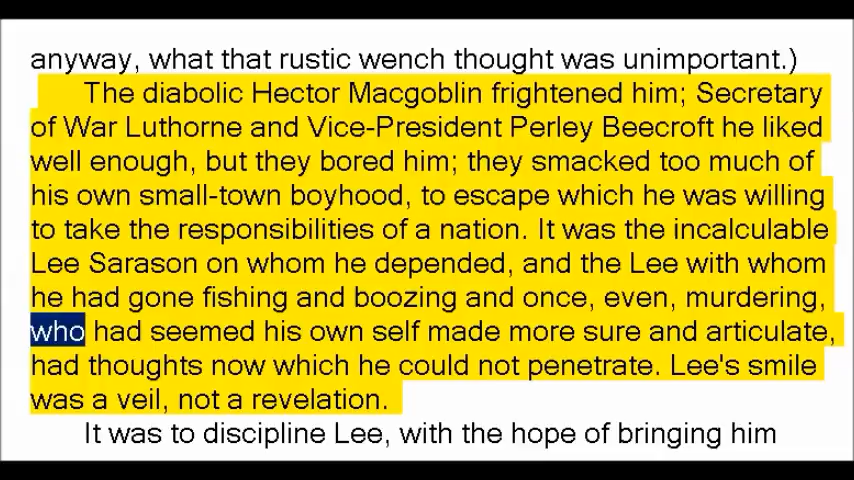 anyway, what that rustic wench thought was unimportant.)
The diabolic Hector Macgoblin frightened him; Secretary
of War Luthorne and Vice-President Perley Beecroft he liked
well enough, but they bored him; they smacked too much of
his own small-town boyhood, to escape which he was willing
to take the responsibilities of a nation. It was the incalculable
Lee Sarason on whom he depended, and the Lee with whom
he had gone fishing and boozing and once, even, murdering,
who had seemed his own self made more sure and articulate,
had thoughts now which he could not penetrate. Lee's smile
was a veil, not a revelation.
It was to discipline Lee, with the hope of bringing him